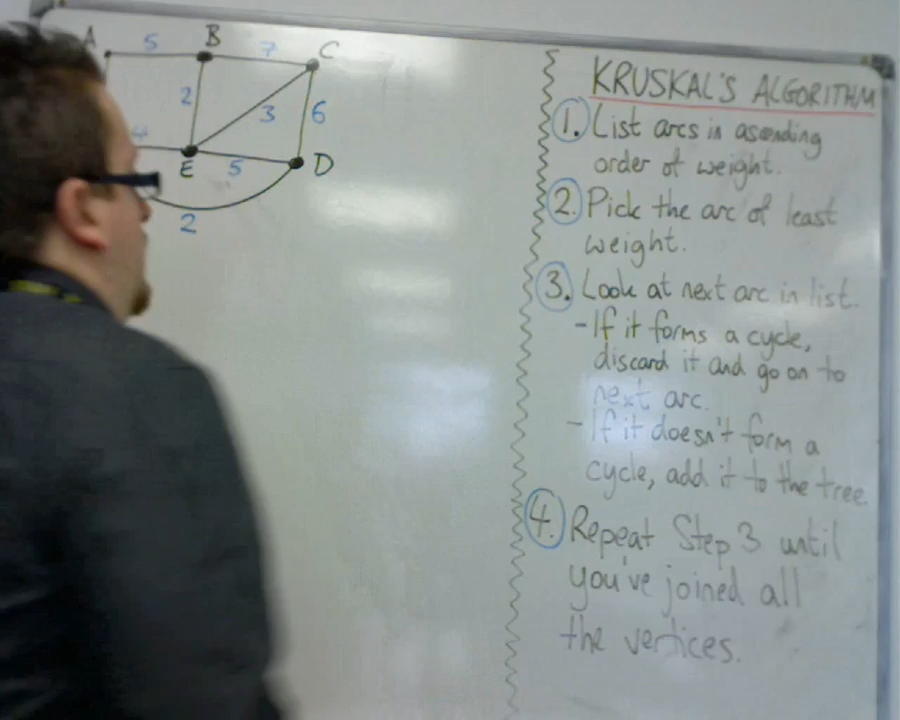 A 5 B 7 C
2 3 6
4 E 5 D
2
KRUSKAL'S ALGORITHM
1. List arcs in ascending
order of weight.
2. Pick the arc of least
weight.
3. Look at next arc in list.
- If it forms a cycle,
discard it and go on to
next arc.
- If it doesn't form a
cycle, add it to the tree.
4. Repeat Step 3 until
you've joined all
the vertices.